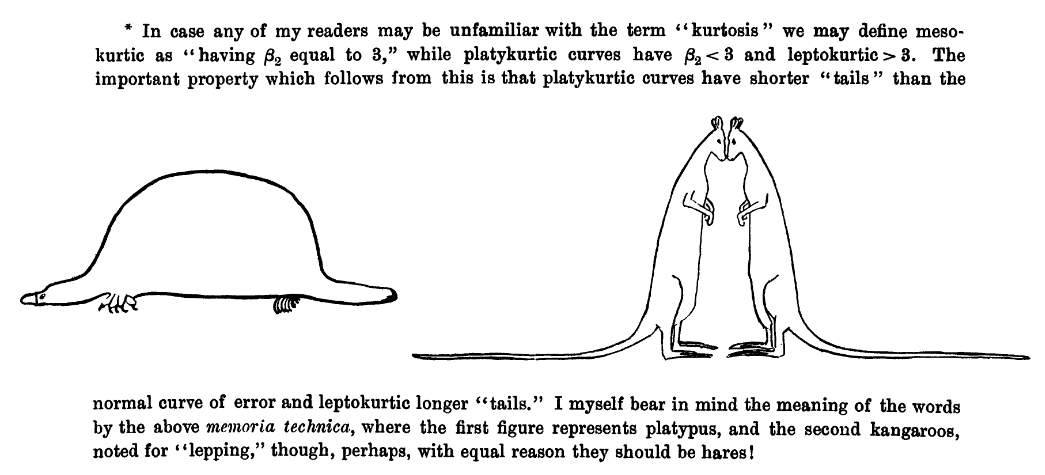 * In case any of my readers may be unfamiliar with the term “kurtosis” we may define meso-
kurtic as “having β₂ equal to 3,” while platykurtic curves have β₂ < 3 and leptokurtic > 3. The
important property which follows from this is that platykurtic curves have shorter “tails” than the
normal curve of error and leptokurtic longer “tails.” I myself bear in mind the meaning of the words
by the above memoria technica, where the first figure represents platypus, and the second kangaroos,
noted for “lepping,” though, perhaps, with equal reason they should be hares!